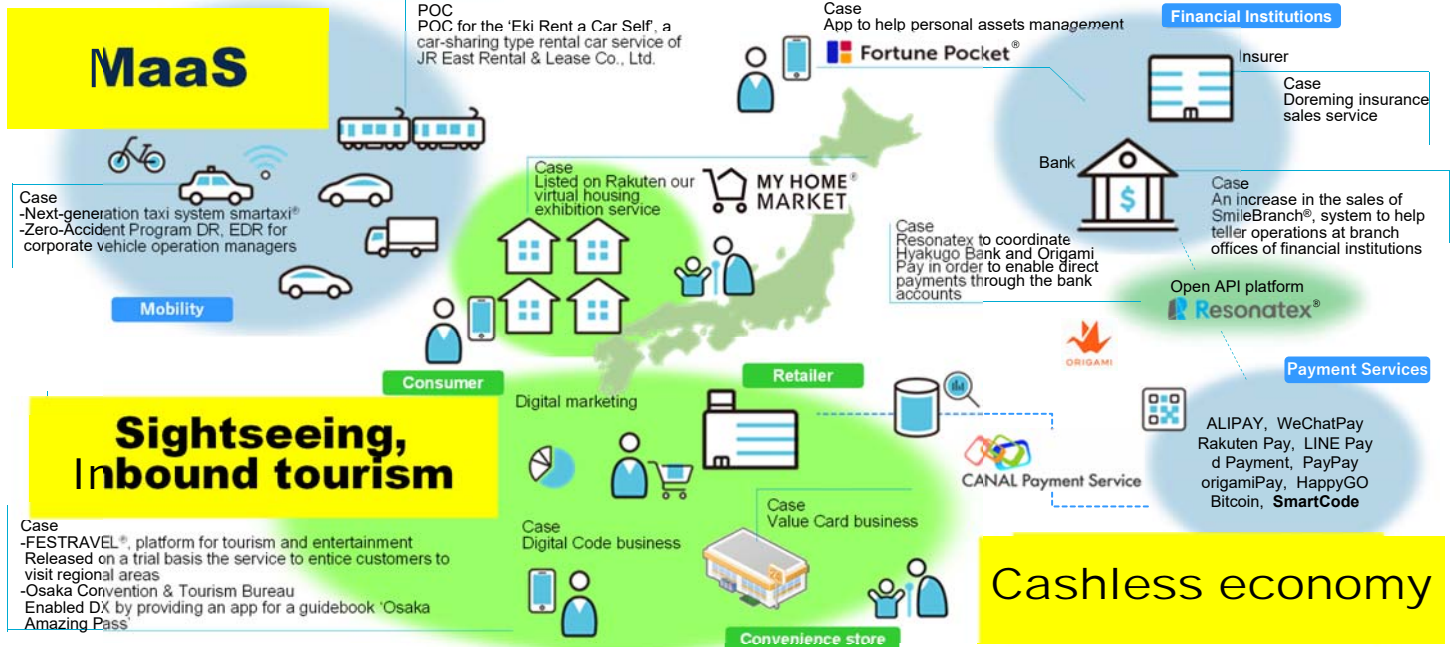 MaaS
POC
POC for the ‘Eki Rent a Car Self’, a
car-sharing type rental car service of
JR East Rental & Lease Co., Ltd.
Case
App to help personal assets management
Fortune Pocket®
Financial Institutions
Insurer
Case
Doreming insurance
sales service
Bank
$
Case
An increase in the sales of
SmileBranch®, system to help
teller operations at branch
offices of financial institutions
Case
-Next-generation taxi system smartaxi®
-Zero-Accident Program DR, EDR for
corporate vehicle operation managers
Mobility
Case
Listed on Rakuten our
virtual housing
exhibition service
MY HOME®
MARKET
Case
Resonatex to coordinate
Hyakugo Bank and Origami
Pay in order to enable direct
payments through the bank
accounts
Open API platform
Resonatex®
ORIGAMI
Payment Services
ALIPAY, WeChatPay
Rakuten Pay, LINE Pay
d Payment, PayPay
origamiPay, HappyGO
Bitcoin, SmartCode
Consumer
Retailer
Digital marketing
CANAL Payment Service
Sightseeing,
Inbound tourism
Case
-FESTRAVEL®, platform for tourism and entertainment
Released on a trial basis the service to entice customers to
visit regional areas
-Osaka Convention & Tourism Bureau
Enabled DX by providing an app for a guidebook ‘Osaka
Amazing Pass’
Case
Digital Code business
Case
Value Card business
24
Convenience store
Cashless economy